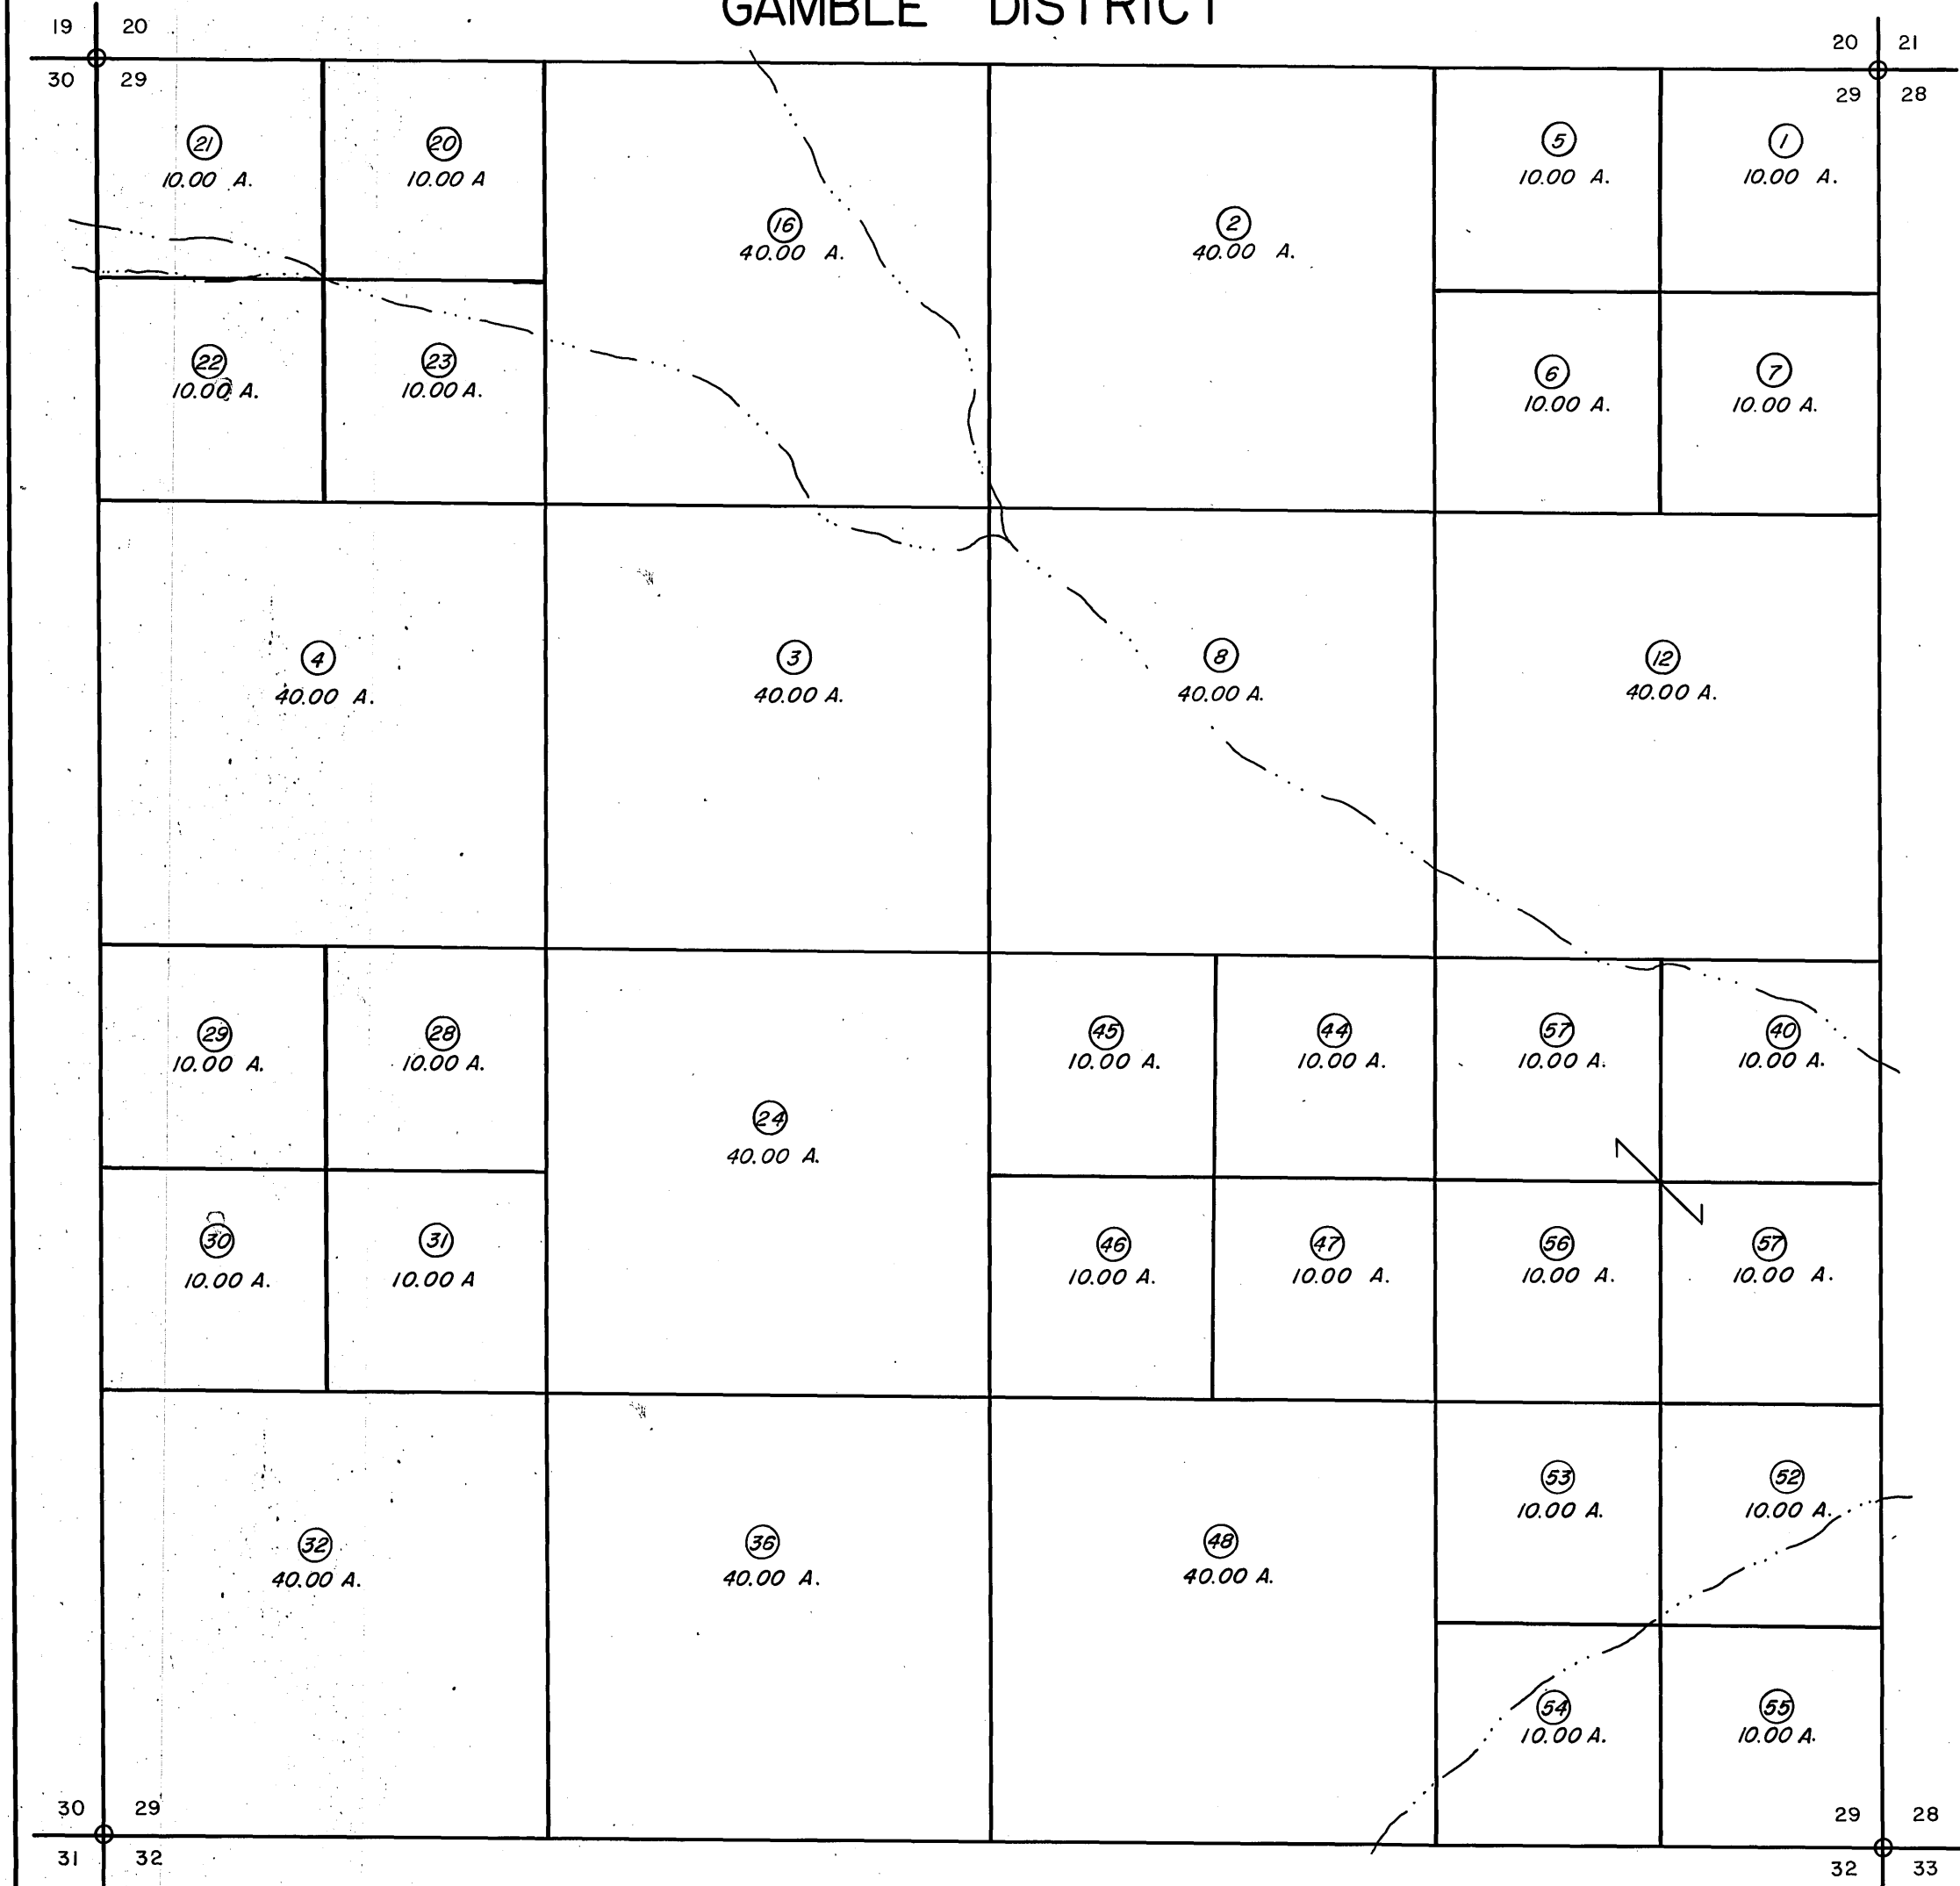 GAMBLE DISTRICT
19 20
20 21
30 29
29 28
21
10.00 A.
20
10.00 A
16
40.00 A.
2
40.00 A.
5
10.00 A.
1
10.00 A.
22
10.00 A.
23
10.00 A.
6
10.00 A.
7
10.00 A.
4
40.00 A.
3
40.00 A.
8
40.00 A.
12
40.00 A.
29
10.00 A.
28
10.00 A.
24
40.00 A.
45
10.00 A.
44
10.00 A.
57
10.00 A.
40
10.00 A.
30
10.00 A.
31
10.00 A
46
10.00 A.
47
10.00 A.
56
10.00 A.
57
10.00 A.
32
40.00 A.
36
40.00 A.
48
40.00 A.
53
10.00 A.
52
10.00 A.
54
10.00 A.
55
10.00 A.
30 29
29 28
31 32
32 33